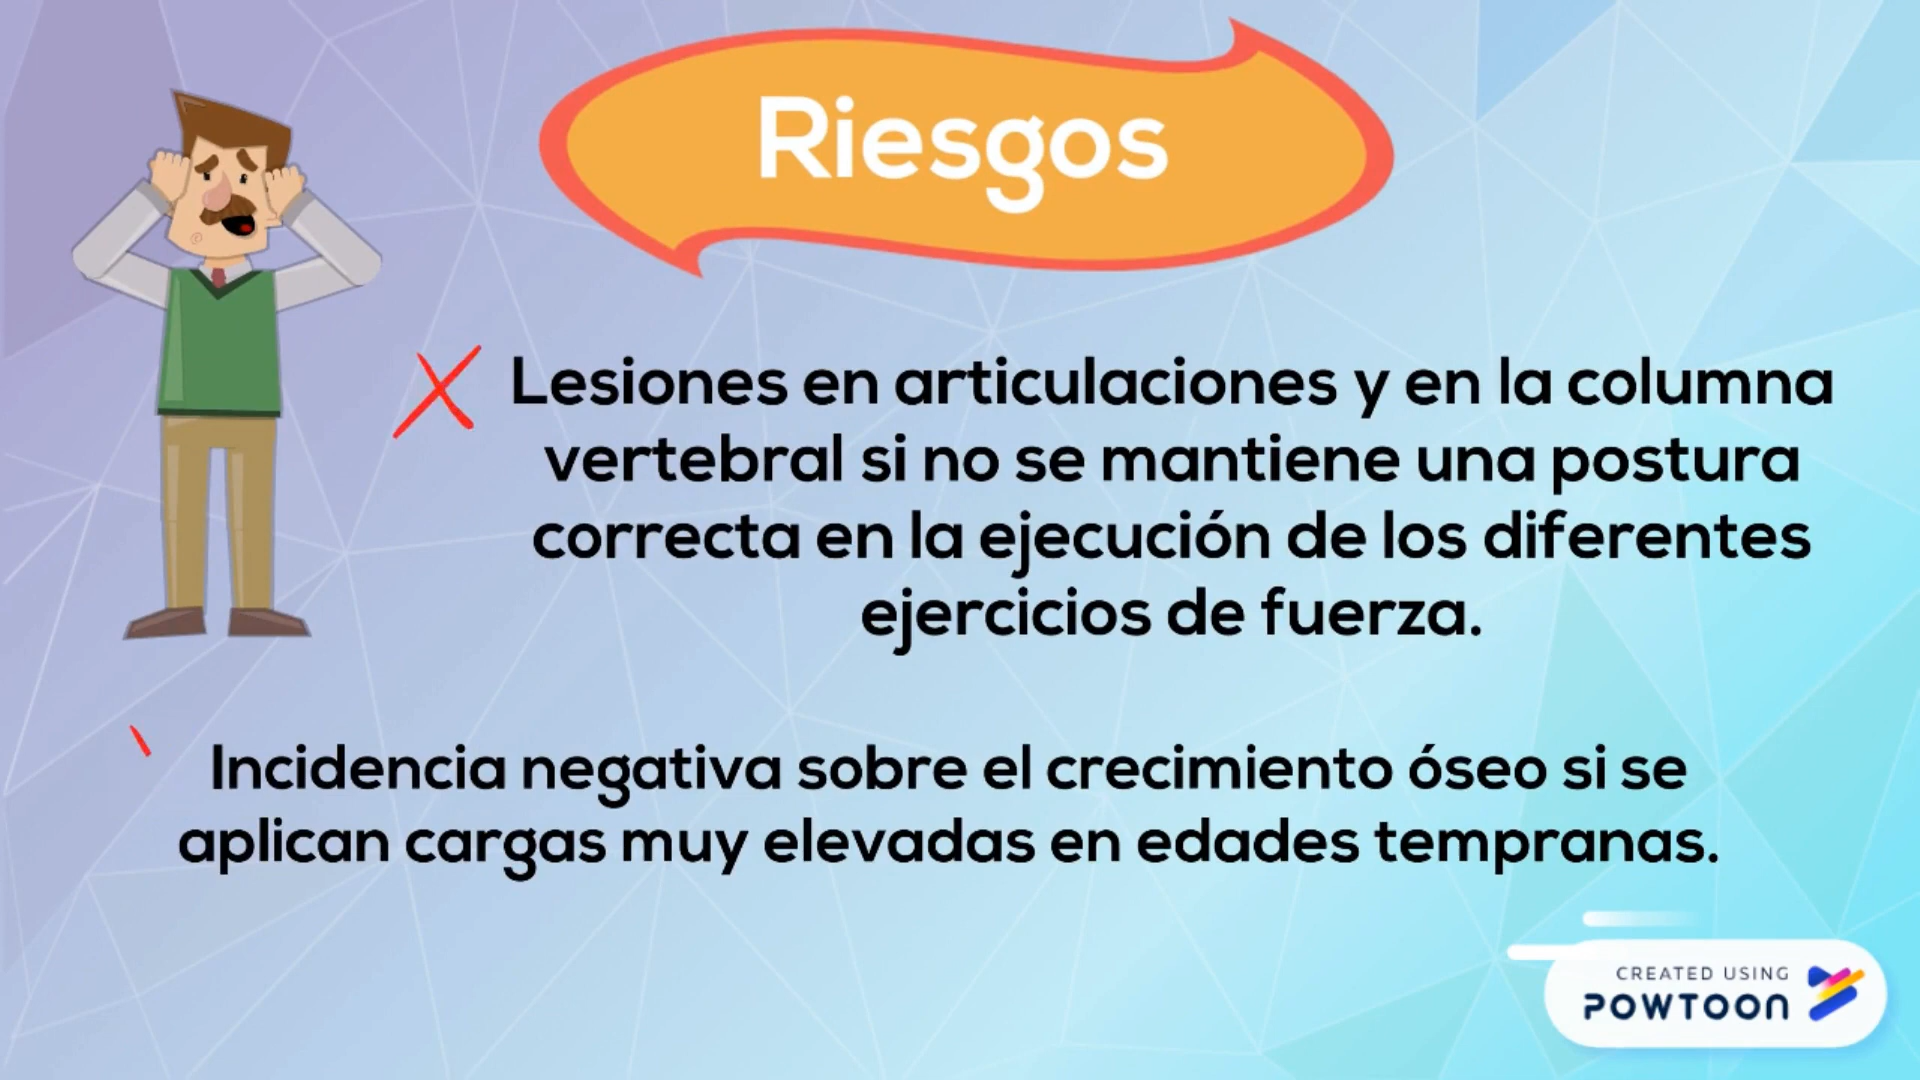 Riesgos
Lesiones en articulaciones y en la columna
vertebral si no se mantiene una postura
correcta en la ejecución de los diferentes
ejercicios de fuerza.
Incidencia negativa sobre el crecimiento óseo si se
aplican cargas muy elevadas en edades tempranas.
CREATED USING
POWTOON